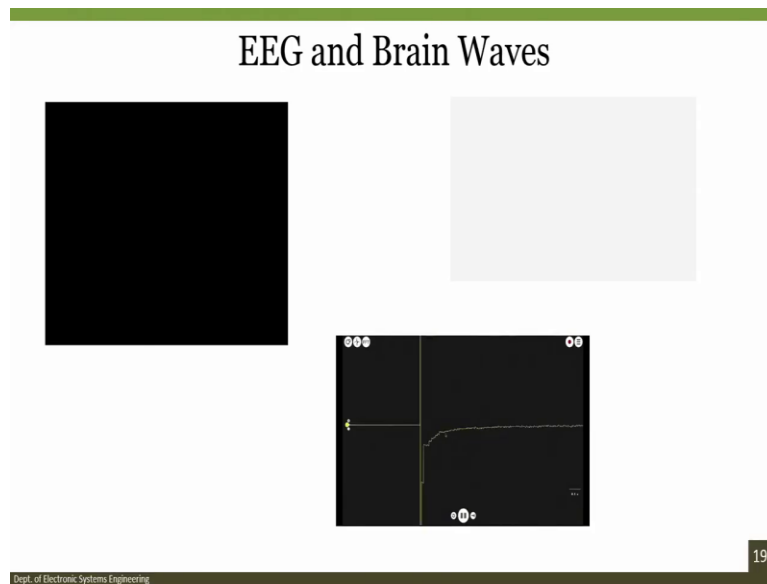 EEG and Brain Waves
19
Dept. of Electronic Systems Engineering